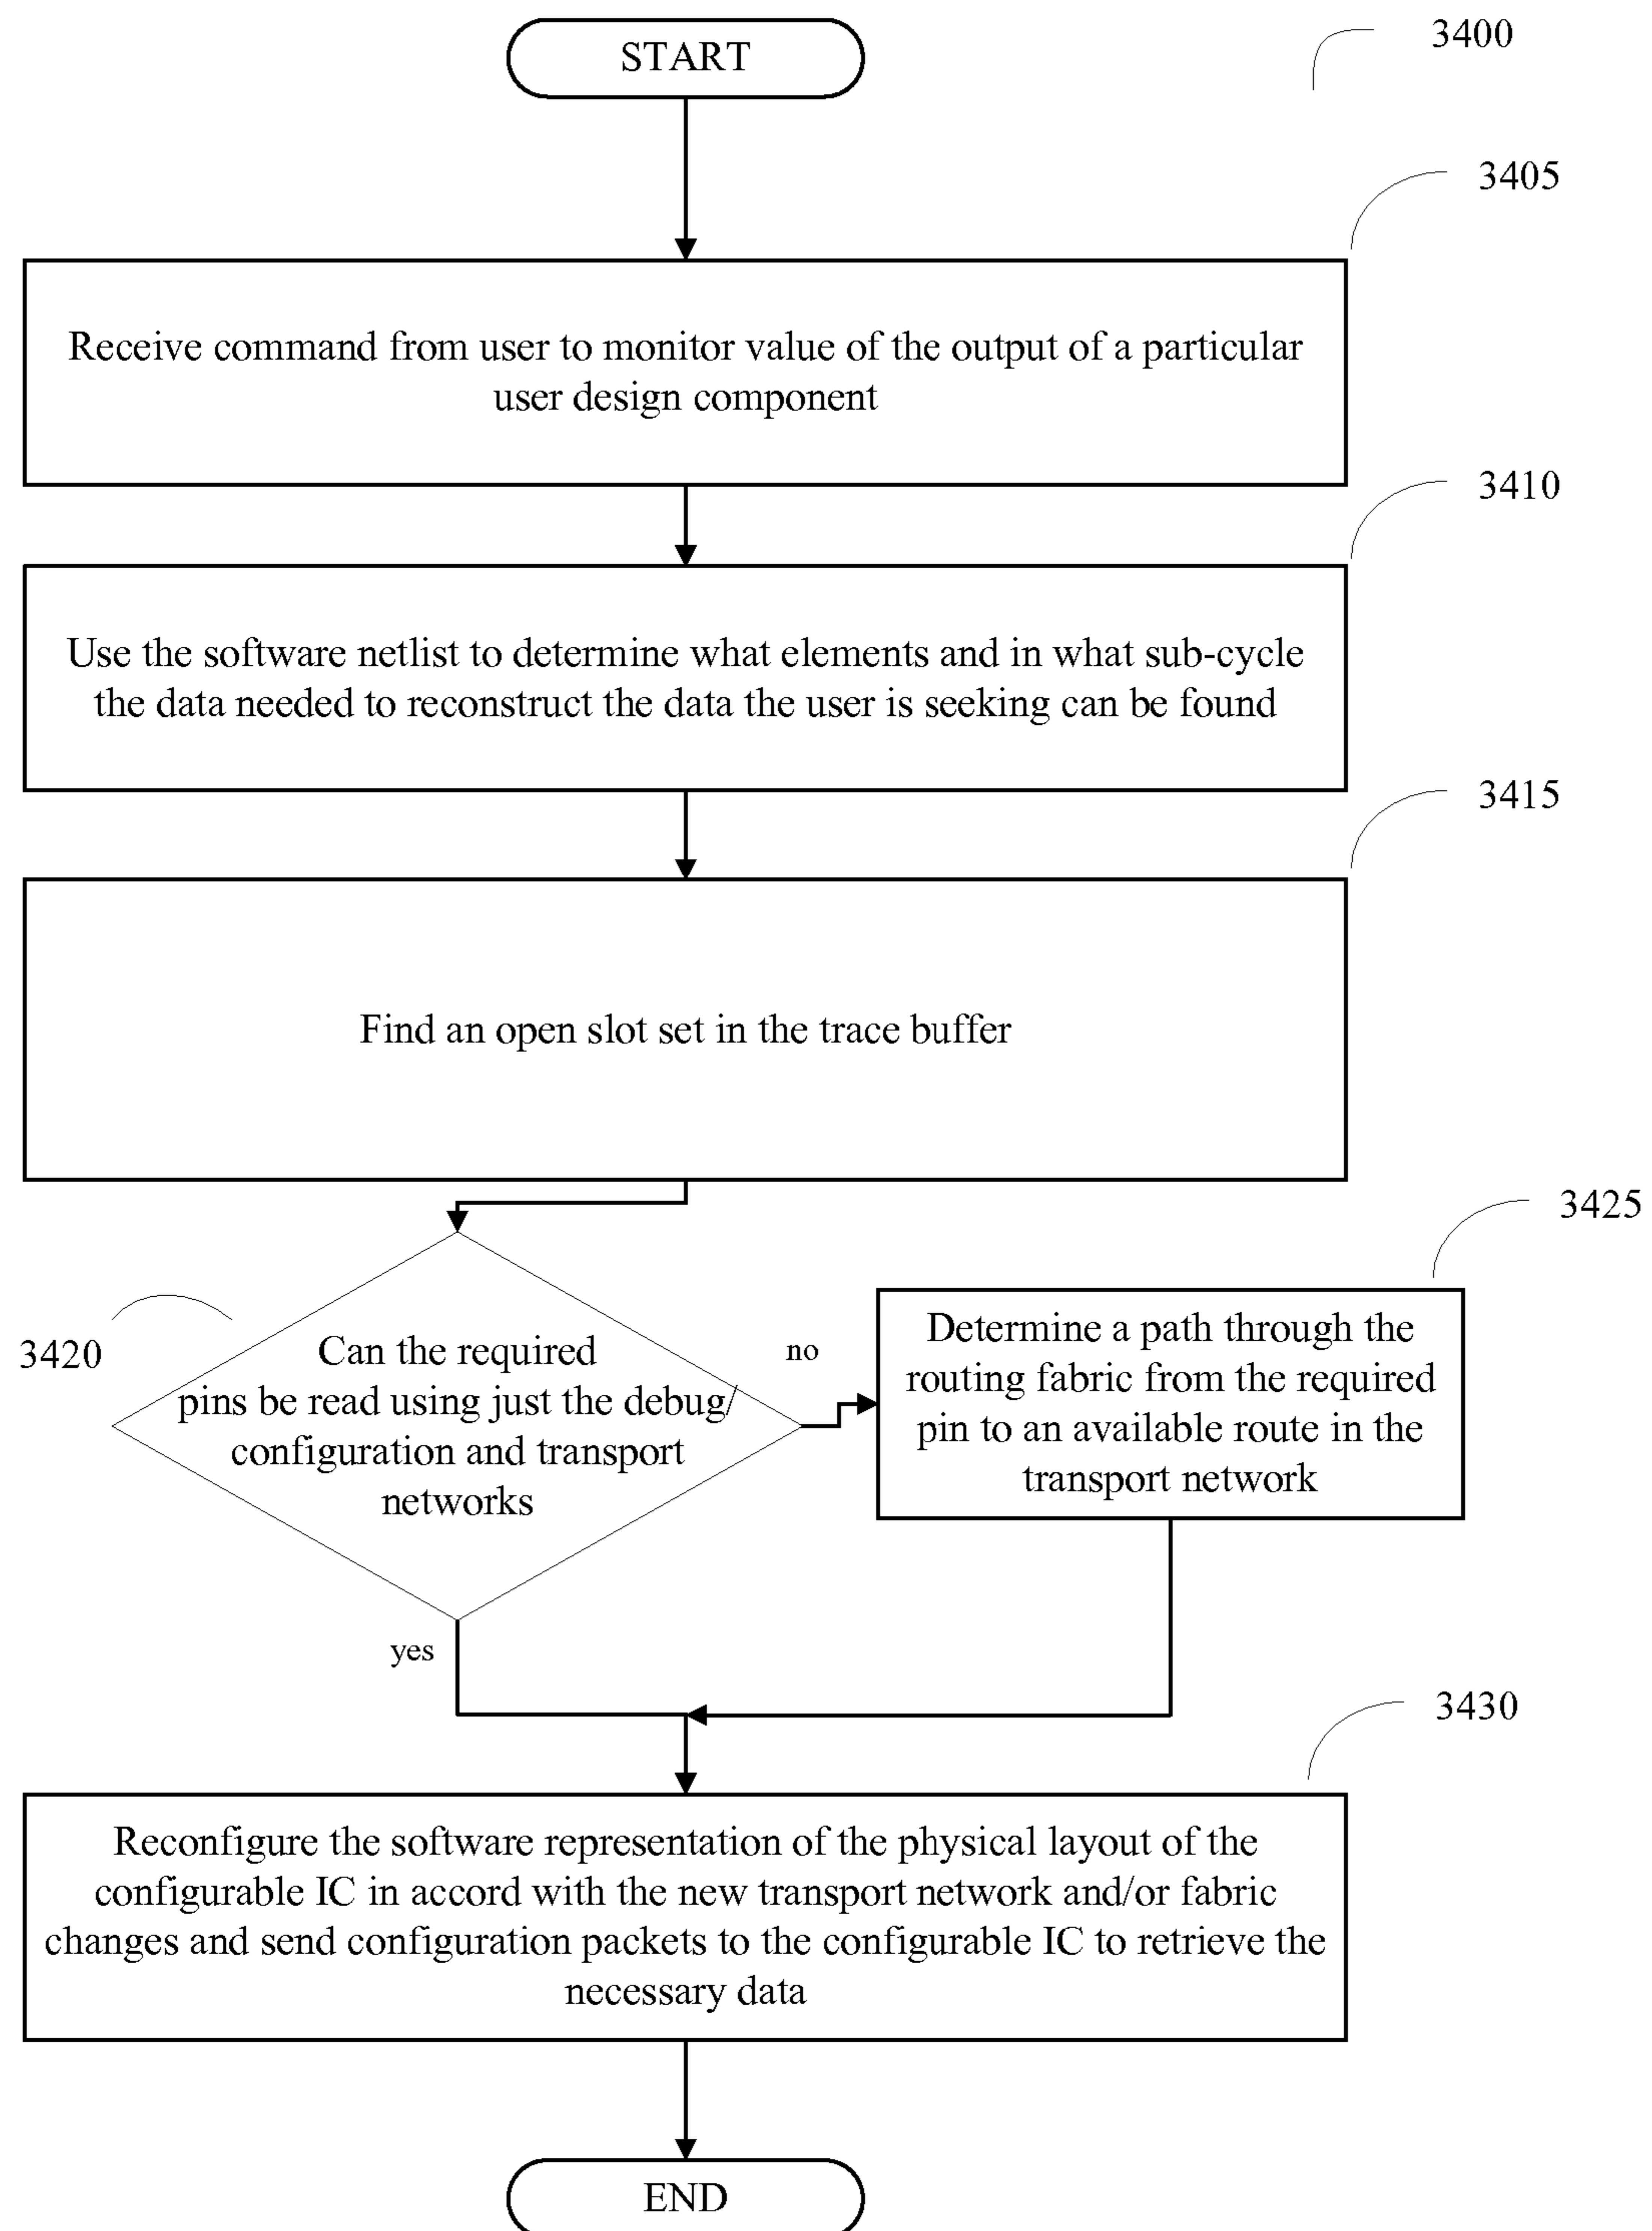 START
3400
3405
Receive command from user to monitor value of the output of a particular
user design component
3410
Use the software netlist to determine what elements and in what sub-cycle
the data needed to reconstruct the data the user is seeking can be found
3415
Find an open slot set in the trace buffer
3420
Can the required
pins be read using just the debug/
configuration and transport
networks
no
3425
Determine a path through the
routing fabric from the required
pin to an available route in the
transport network
yes
3430
Reconfigure the software representation of the physical layout of the
configurable IC in accord with the new transport network and/or fabric
changes and send configuration packets to the configurable IC to retrieve the
necessary data
END